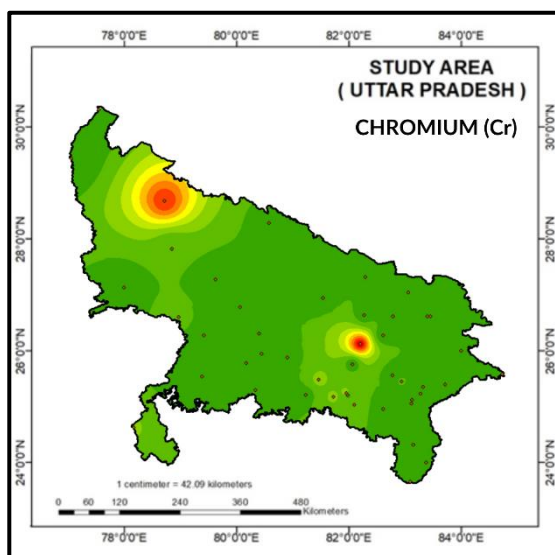 78°0'0"E 80°0'0"E 82°0'0"E 84°0'0"E
STUDY AREA
( UTTAR PRADESH )
CHROMIUM (Cr)
30°0'0"N 30°0'0"N
28°0'0"N 28°0'0"N
26°0'0"N 26°0'0"N
24°0'0"N 24°0'0"N
1 centimeter = 42.09 kilometers
0 60 120 240 360 480
Kilometers
78°0'0"E 80°0'0"E 82°0'0"E 84°0'0"E